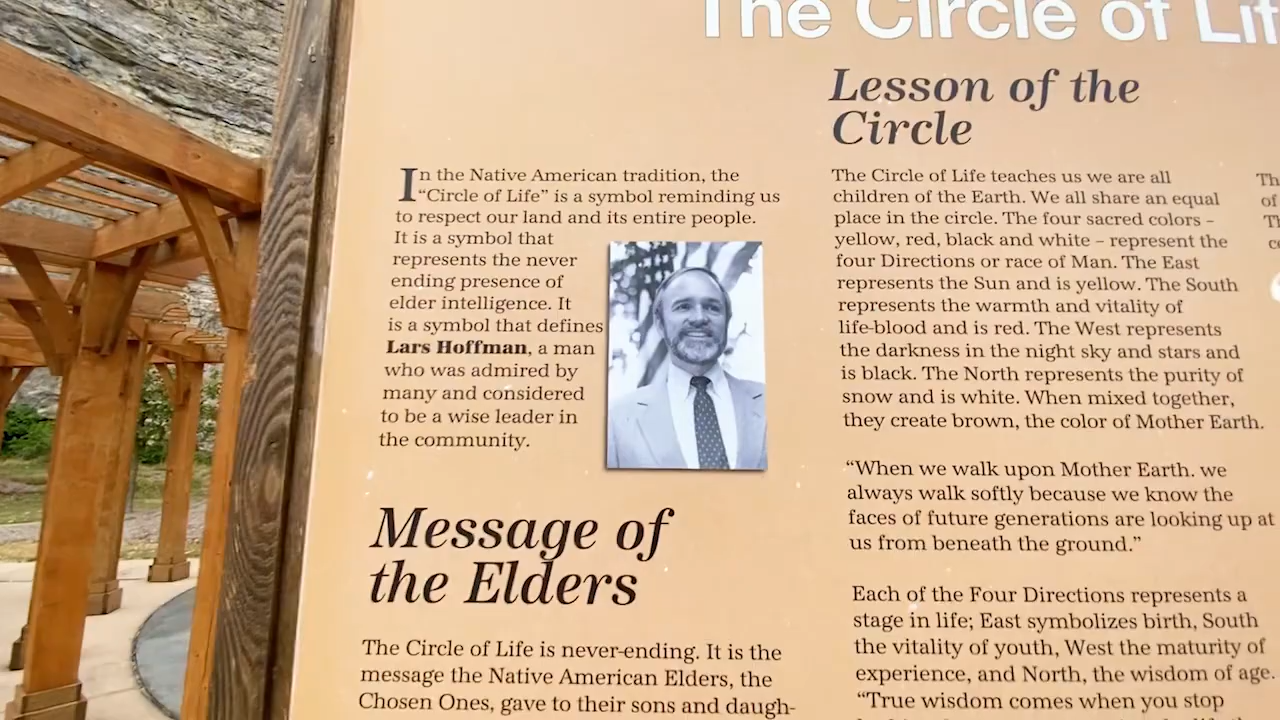 The Circle of
In the Native American tradition, the
“Circle of Life” is a symbol reminding us
to respect our land and its entire people.
It is a symbol that
represents the never
ending presence of
elder intelligence. It
is a symbol that defines
Lars Hoffman, a man
who was admired by
many and considered
to be a wise leader in
the community.
Message of
the Elders
The Circle of Life is never-ending. It is the
message the Native American Elders, the
Chosen Ones, gave to their sons and daugh-
Lesson of the
Circle
The Circle of Life teaches us we are all
children of the Earth. We all share an equal
place in the circle. The four sacred colors –
yellow, red, black and white – represent the
four Directions or race of Man. The East
represents the Sun and is yellow. The South
represents the warmth and vitality of
life-blood and is red. The West represents
the darkness in the night sky and stars and
is black. The North represents the purity of
snow and is white. When mixed together,
they create brown, the color of Mother Earth.
“When we walk upon Mother Earth. we
always walk softly because we know the
faces of future generations are looking up at
us from beneath the ground.”
Each of the Four Directions represents a
stage in life; East symbolizes birth, South
the vitality of youth, West the maturity of
experience, and North, the wisdom of age.
“True wisdom comes when you stop
Th
of